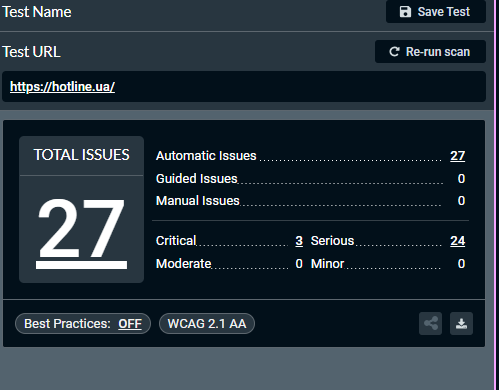 Test Name Save Test
Test URL Re-run scan
https://hotline.ua/
TOTAL ISSUES
27
Automatic Issues 27
Guided Issues 0
Manual Issues 0
Critical 3 Serious 24
Moderate 0 Minor 0
Best Practices: OFF WCAG 2.1 AA